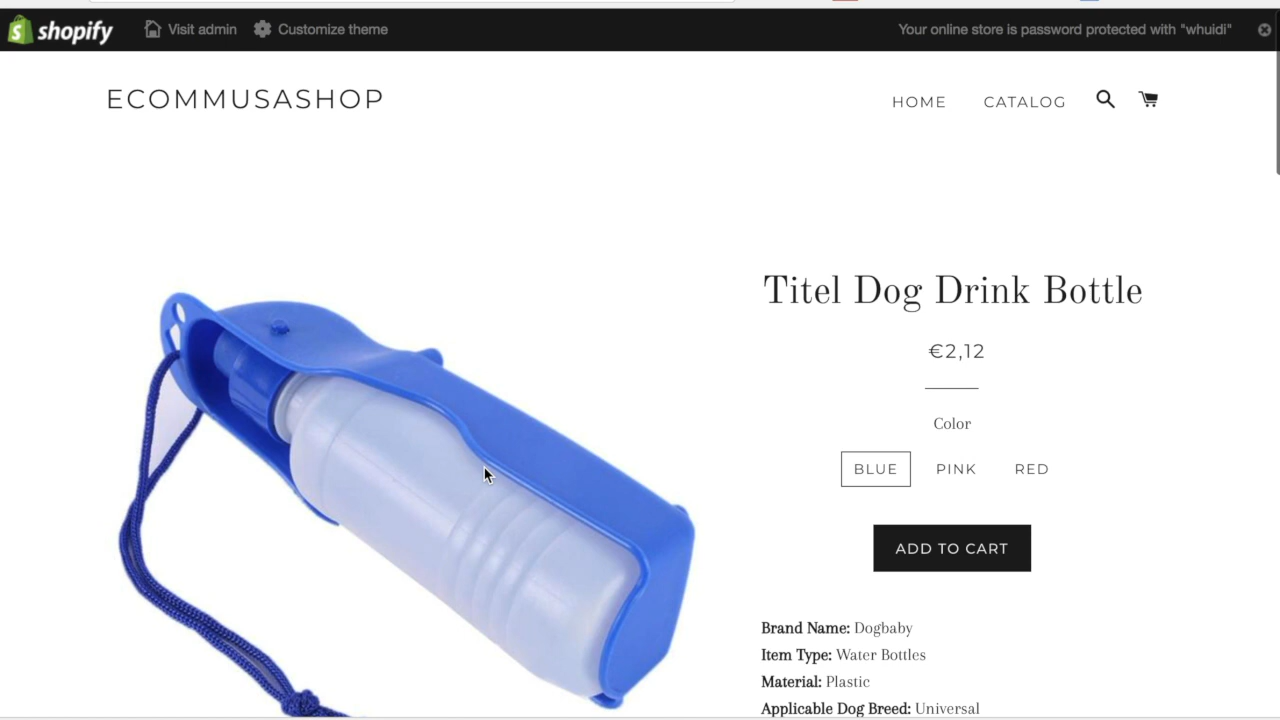 shopify Visit admin Customize theme Your online store is password protected with "whuidi"
ECOMMUSASHOP HOME CATALOG
Titel Dog Drink Bottle
€2,12
Color
BLUE PINK RED
ADD TO CART
Brand Name: Dogbaby
Item Type: Water Bottles
Material: Plastic
Applicable Dog Breed: Universal